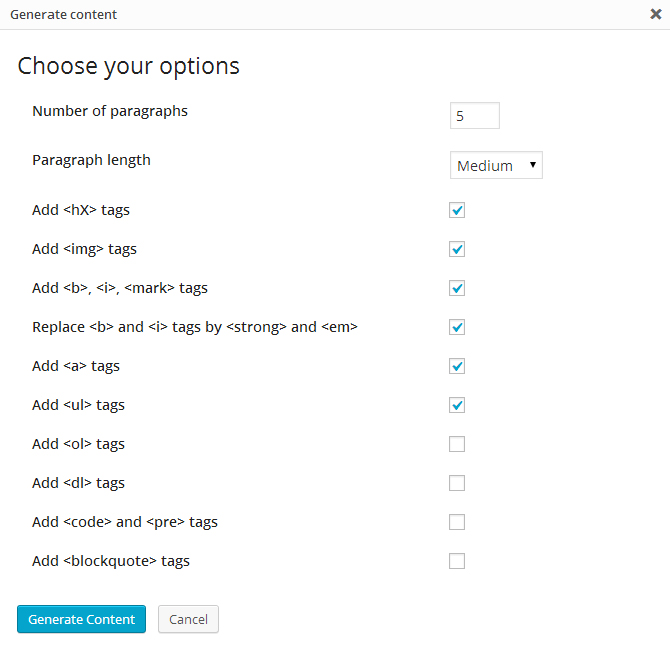 Generate content
Choose your options
Number of paragraphs 5
Paragraph length Medium
Add <hX> tags
Add <img> tags
Add <b>, <i>, <mark> tags
Replace <b> and <i> tags by <strong> and <em>
Add <a> tags
Add <ul> tags
Add <ol> tags
Add <dl> tags
Add <code> and <pre> tags
Add <blockquote> tags
Generate Content Cancel